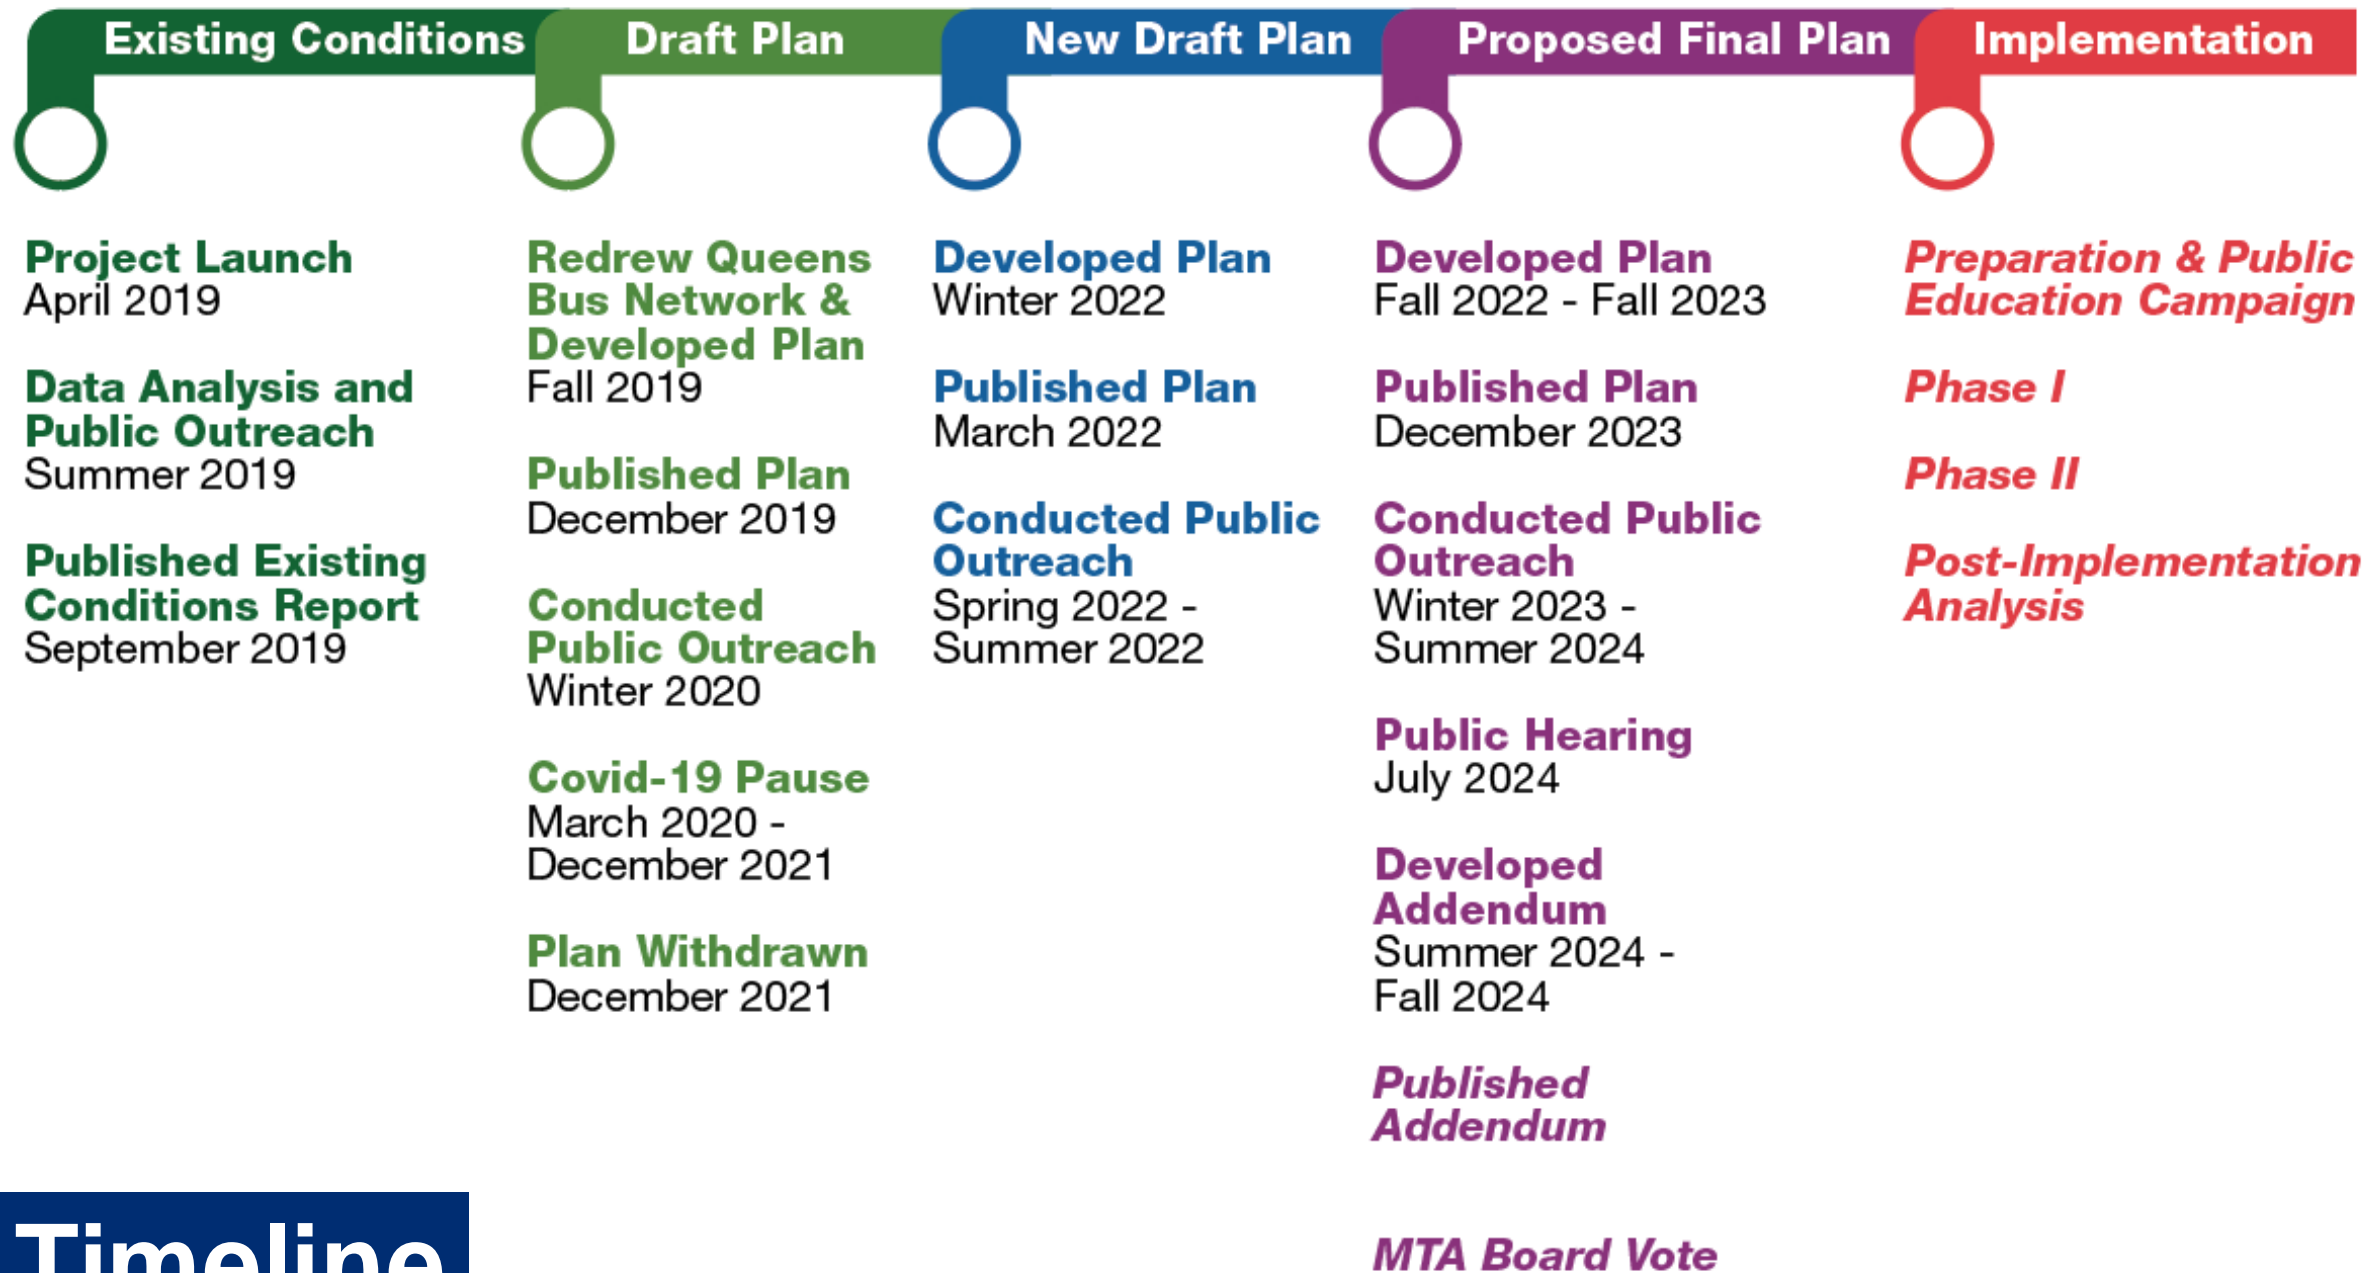 Existing Conditions
Draft Plan
New Draft Plan
Proposed Final Plan
Implementation
Project Launch
April 2019
Data Analysis and
Public Outreach
Summer 2019
Published Existing
Conditions Report
September 2019
Redrew Queens
Bus Network &
Developed Plan
Fall 2019
Published Plan
December 2019
Conducted
Public Outreach
Winter 2020
Covid-19 Pause
March 2020 -
December 2021
Plan Withdrawn
December 2021
Developed Plan
Winter 2022
Published Plan
March 2022
Conducted Public
Outreach
Spring 2022 -
Summer 2022
Developed Plan
Fall 2022 - Fall 2023
Published Plan
December 2023
Conducted Public
Outreach
Winter 2023 -
Summer 2024
Public Hearing
July 2024
Developed
Addendum
Summer 2024 -
Fall 2024
Published
Addendum
MTA Board Vote
Preparation & Public
Education Campaign
Phase I
Phase II
Post-Implementation
Analysis
Timeline